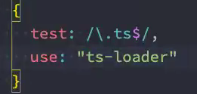 {
test: /\.ts$/,
use: "ts-loader"
}